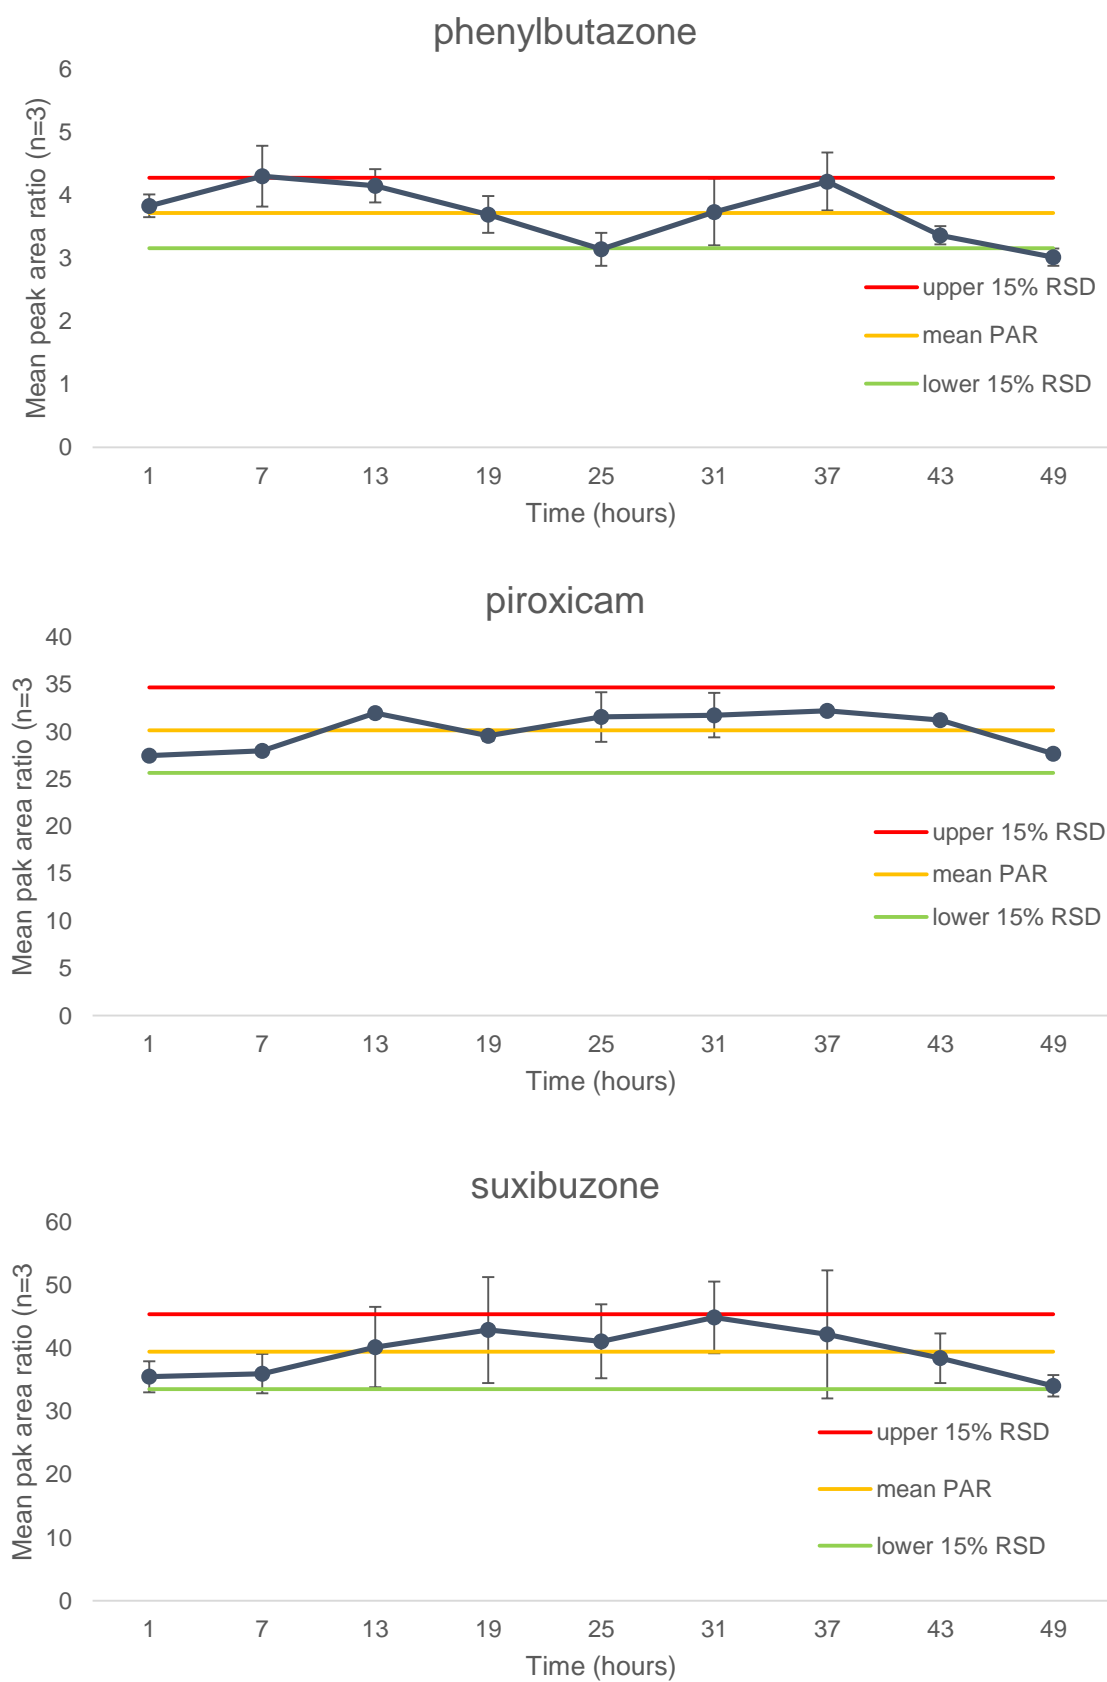 phenylbutazone
6
5
4
3
2
1
0
Mean peak area ratio (n=3)
upper 15% RSD
mean PAR
lower 15% RSD
1 7 13 19 25 31 37 43 49
Time (hours)
piroxicam
40
35
30
25
20
15
10
5
0
Mean pak area ratio (n=3
upper 15% RSD
mean PAR
lower 15% RSD
1 7 13 19 25 31 37 43 49
Time (hours)
suxibuzone
60
50
40
30
20
10
0
Mean pak area ratio (n=3
upper 15% RSD
mean PAR
lower 15% RSD
1 7 13 19 25 31 37 43 49
Time (hours)